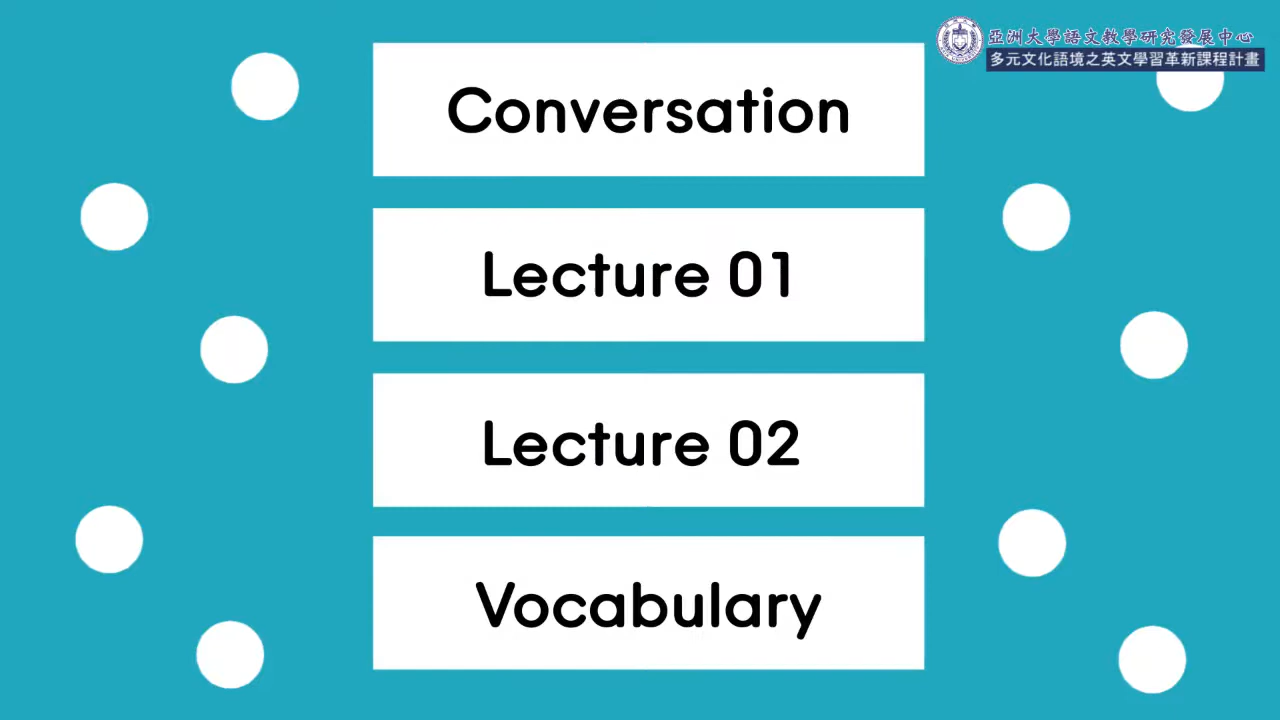 亞洲大學語文教學研究發展中心
多元文化語境之英文學習革新課程計畫
Conversation
Lecture 01
Lecture 02
Vocabulary